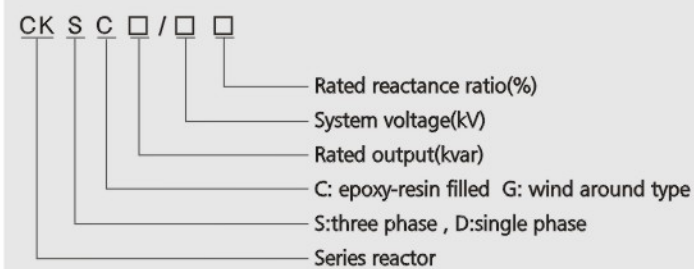 CK S C □ / □ □
Rated reactance ratio(%)
System voltage(kV)
Rated output(kvar)
C: epoxy-resin filled G: wind around type
S:three phase , D:single phase
Series reactor